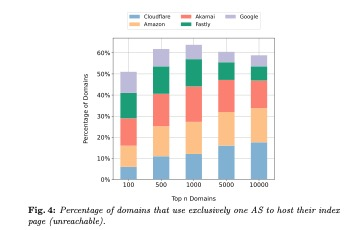 Cloudflare Akamai Google
Amazon Fastly
60%
50%
40%
30%
20%
10%
0%
Percentage of Domains
100 500 1000 5000 10000
Top n Domains
Fig. 4: Percentage of domains that use exclusively one AS to host their index
page (unreachable).